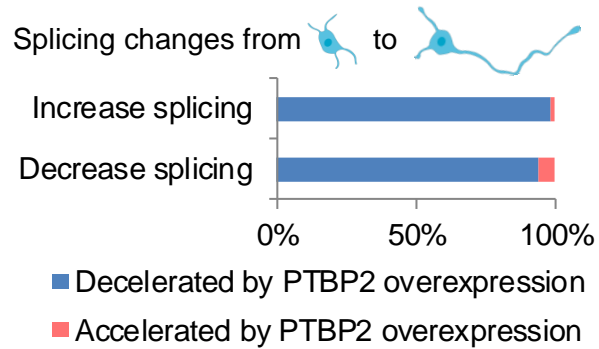 Splicing changes from to
Increase splicing
Decrease splicing
0% 50% 100%
Decelerated by PTBP2 overexpression
Accelerated by PTBP2 overexpression